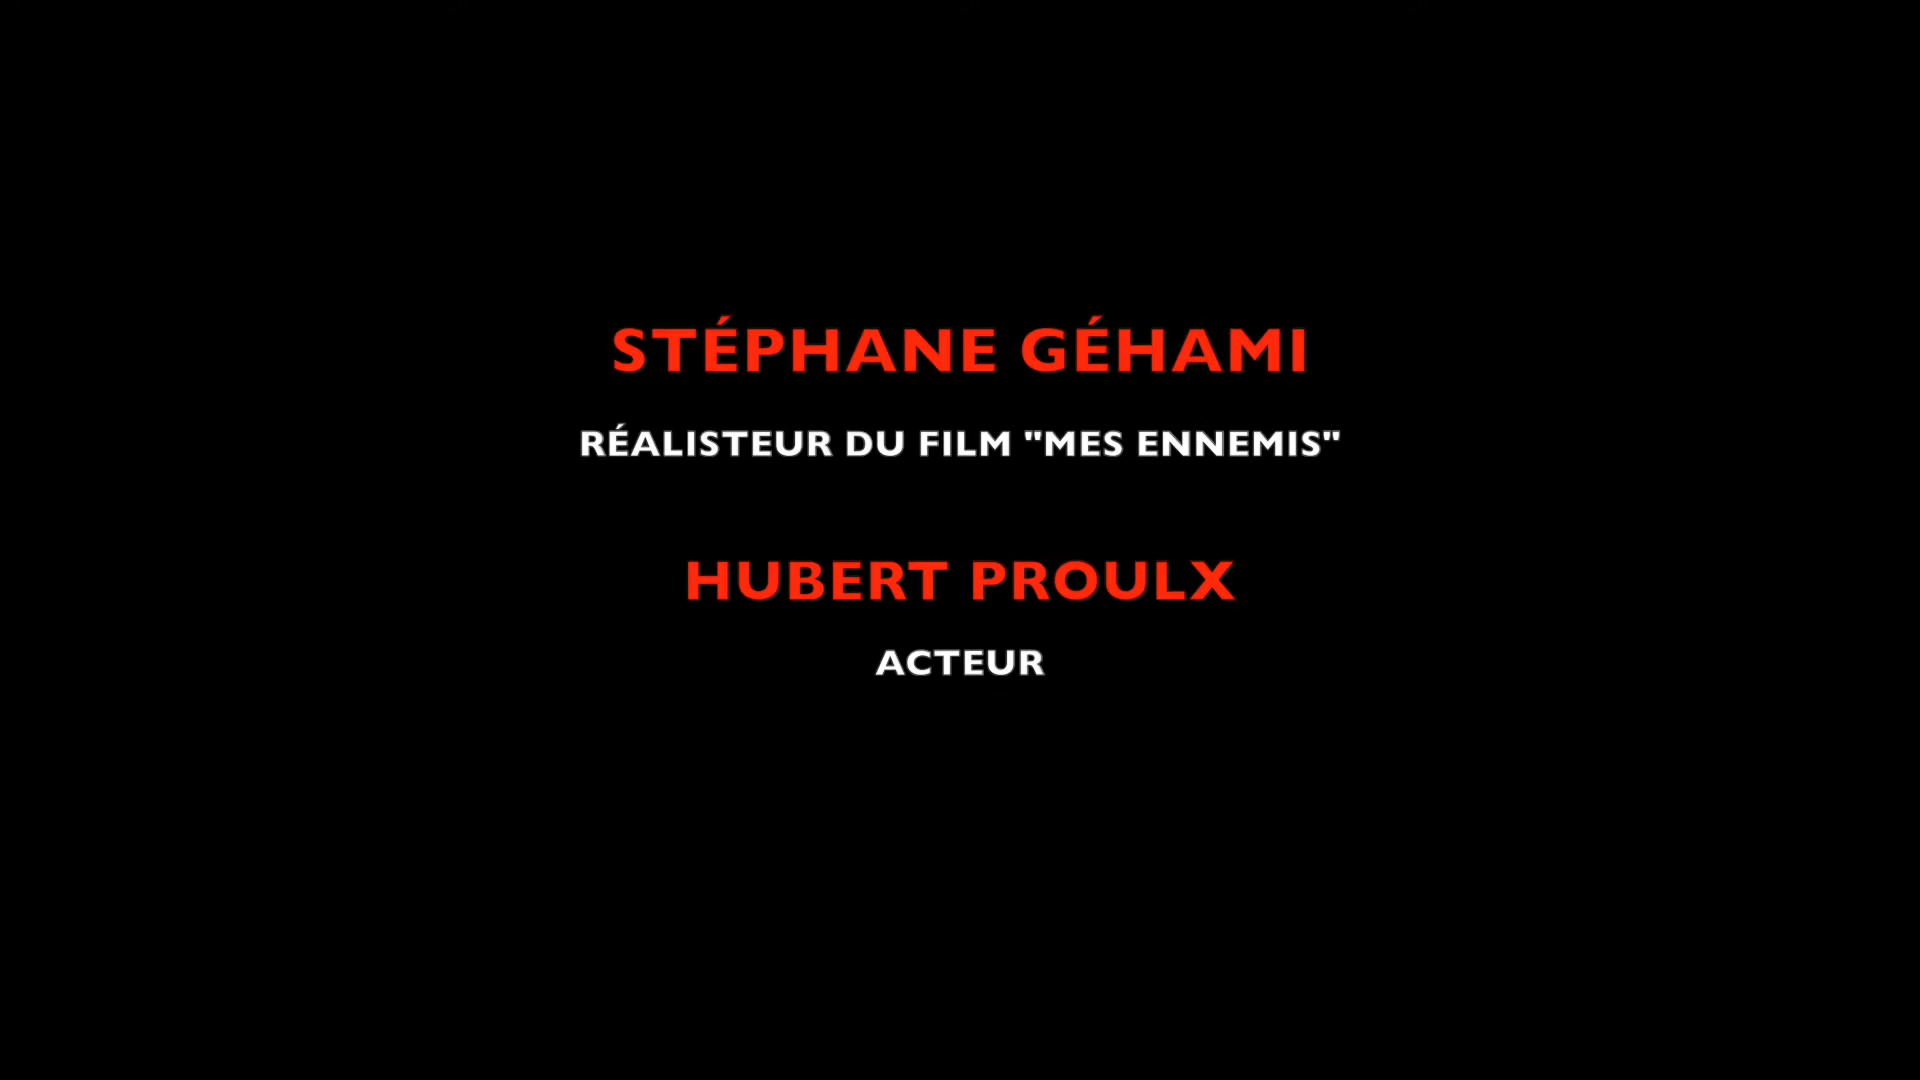 STÉPHANE GÉHAMI
RÉALISTEUR DU FILM "MES ENNEMIS"
HUBERT PROULX
ACTEUR